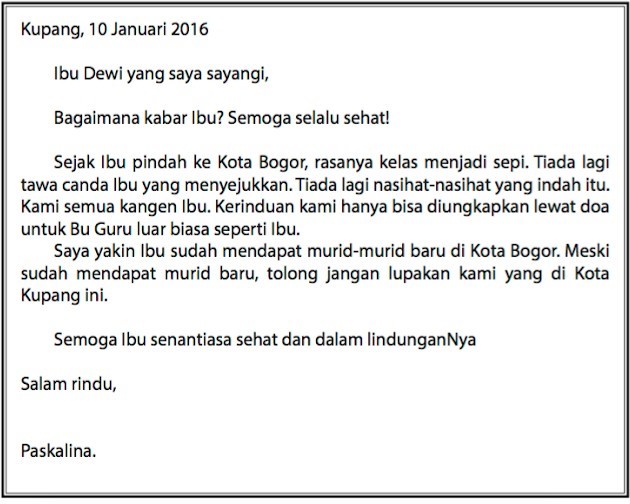 Kupang, 10 Januari 2016
Ibu Dewi yang saya sayangi,
Bagaimana kabar Ibu? Semoga selalu sehat!
Sejak Ibu pindah ke Kota Bogor, rasanya kelas menjadi sepi. Tiada lagi
tawa canda Ibu yang menyejukkan. Tiada lagi nasihat-nasihat yang indah itu.
Kami semua kangen Ibu. Kerinduan kami hanya bisa diungkapkan lewat doa
untuk Bu Guru luar biasa seperti Ibu.
Saya yakin Ibu sudah mendapat murid-murid baru di Kota Bogor. Meski
sudah mendapat murid baru, tolong jangan lupakan kami yang di Kota
Kupang ini.
Semoga Ibu senantiasa sehat dan dalam lindunganNya
Salam rindu,
Paskalina.